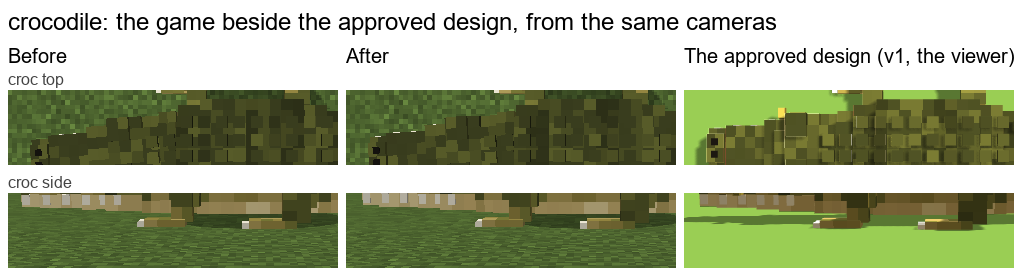 crocodile: the game beside the approved design, from the same cameras
Before
After
The approved design (v1, the viewer)
croc top
croc side